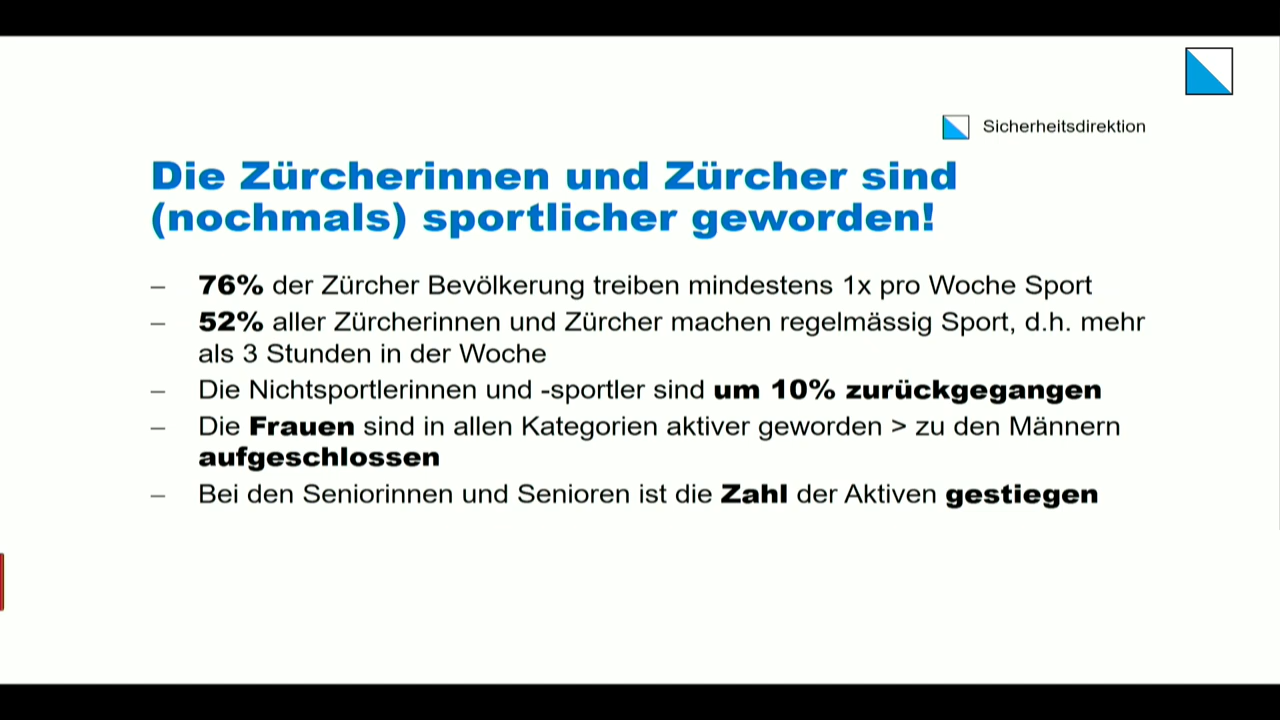 Sicherheitsdirektion
Die Zürcherinnen und Zürcher sind
(nochmals) sportlicher geworden!
– 76% der Zürcher Bevölkerung treiben mindestens 1x pro Woche Sport
– 52% aller Zürcherinnen und Zürcher machen regelmässig Sport, d.h. mehr
als 3 Stunden in der Woche
– Die Nichtsportlerinnen und -sportler sind um 10% zurückgegangen
– Die Frauen sind in allen Kategorien aktiver geworden > zu den Männern
aufgeschlossen
– Bei den Seniorinnen und Senioren ist die Zahl der Aktiven gestiegen